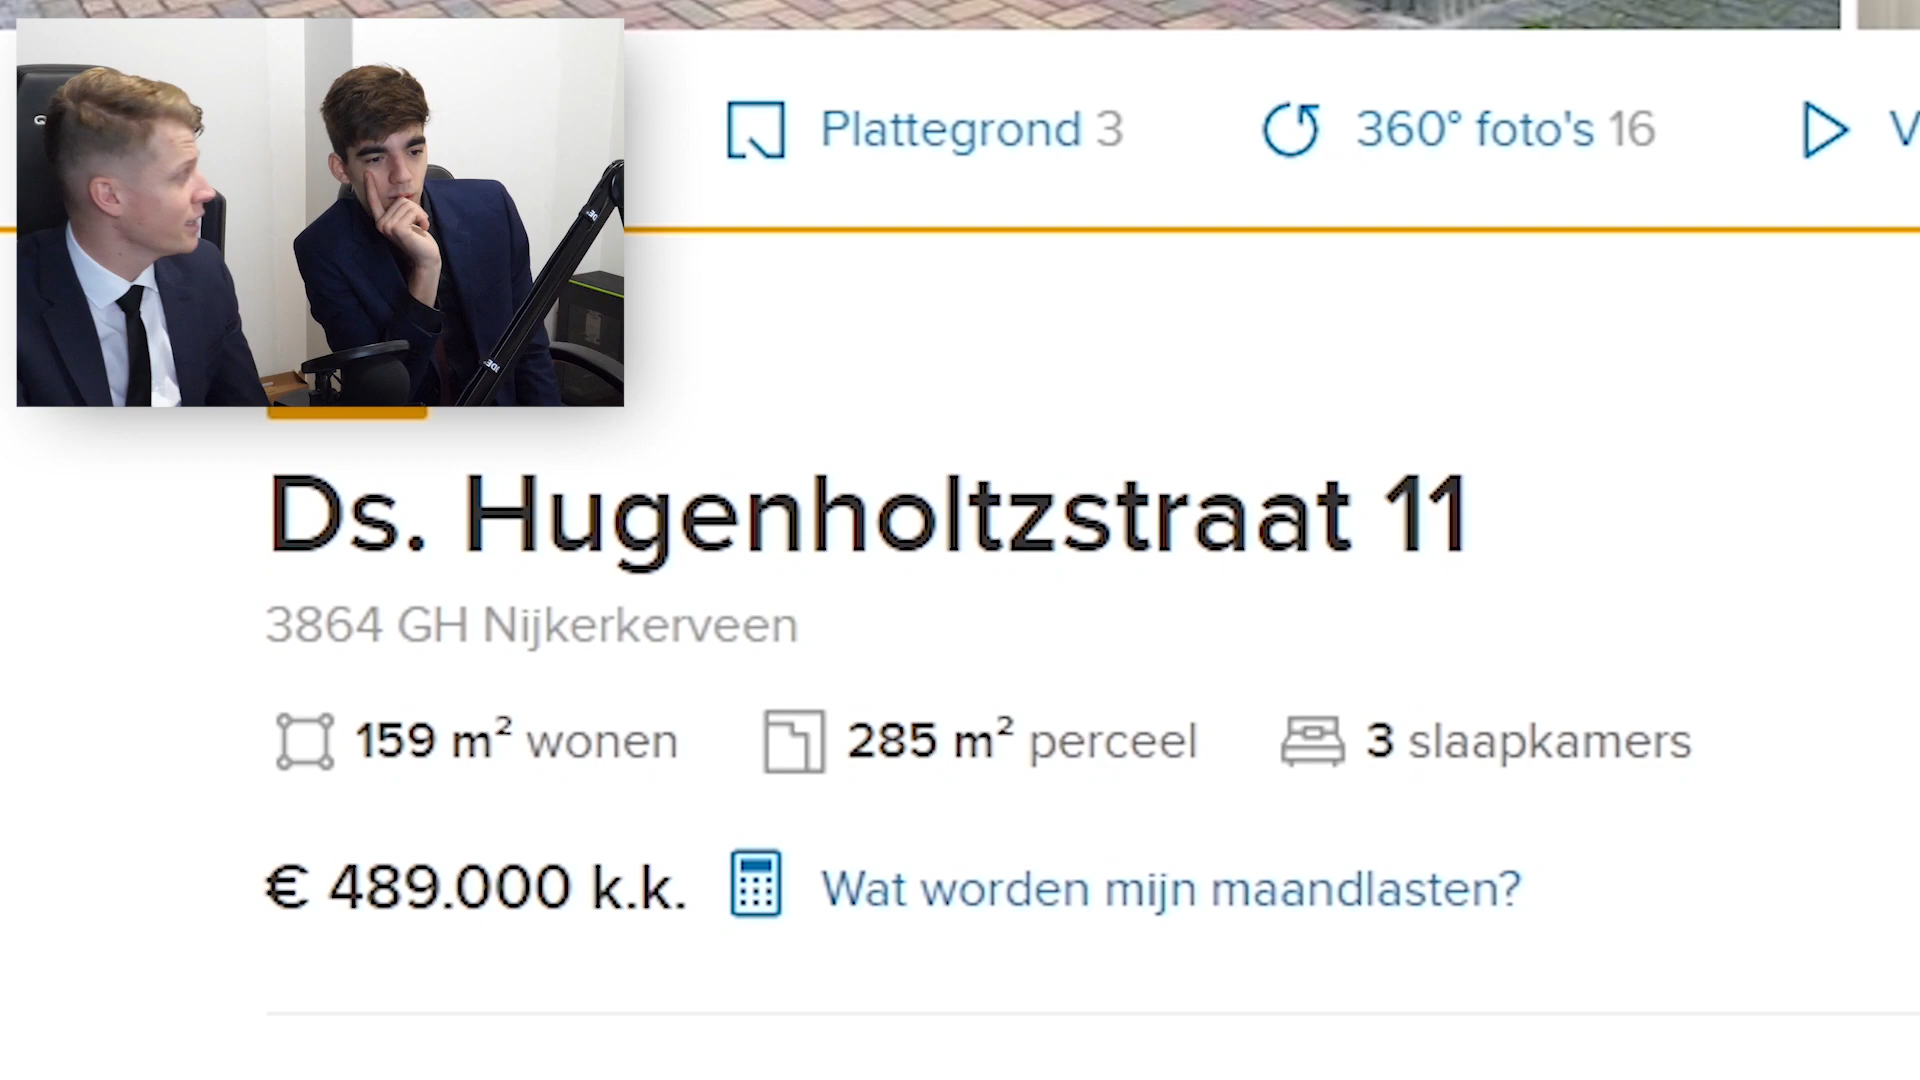 Plattegrond 3
360° foto's 16
V
Ds. Hugenholtzstraat 11
3864 GH Nijkerkerveen
159 m² wonen
285 m² perceel
3 slaapkamers
€ 489.000 k.k.
Wat worden mijn maandlasten?